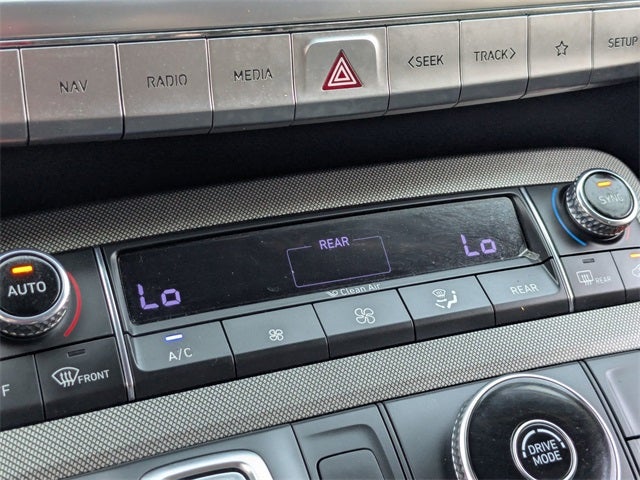 NAV RADIO MEDIA <SEEK TRACK> SETUP
REAR
Lo Lo
SYNC
AUTO
Clean Air
A/C REAR REAR
F FRONT
DRIVE
MODE